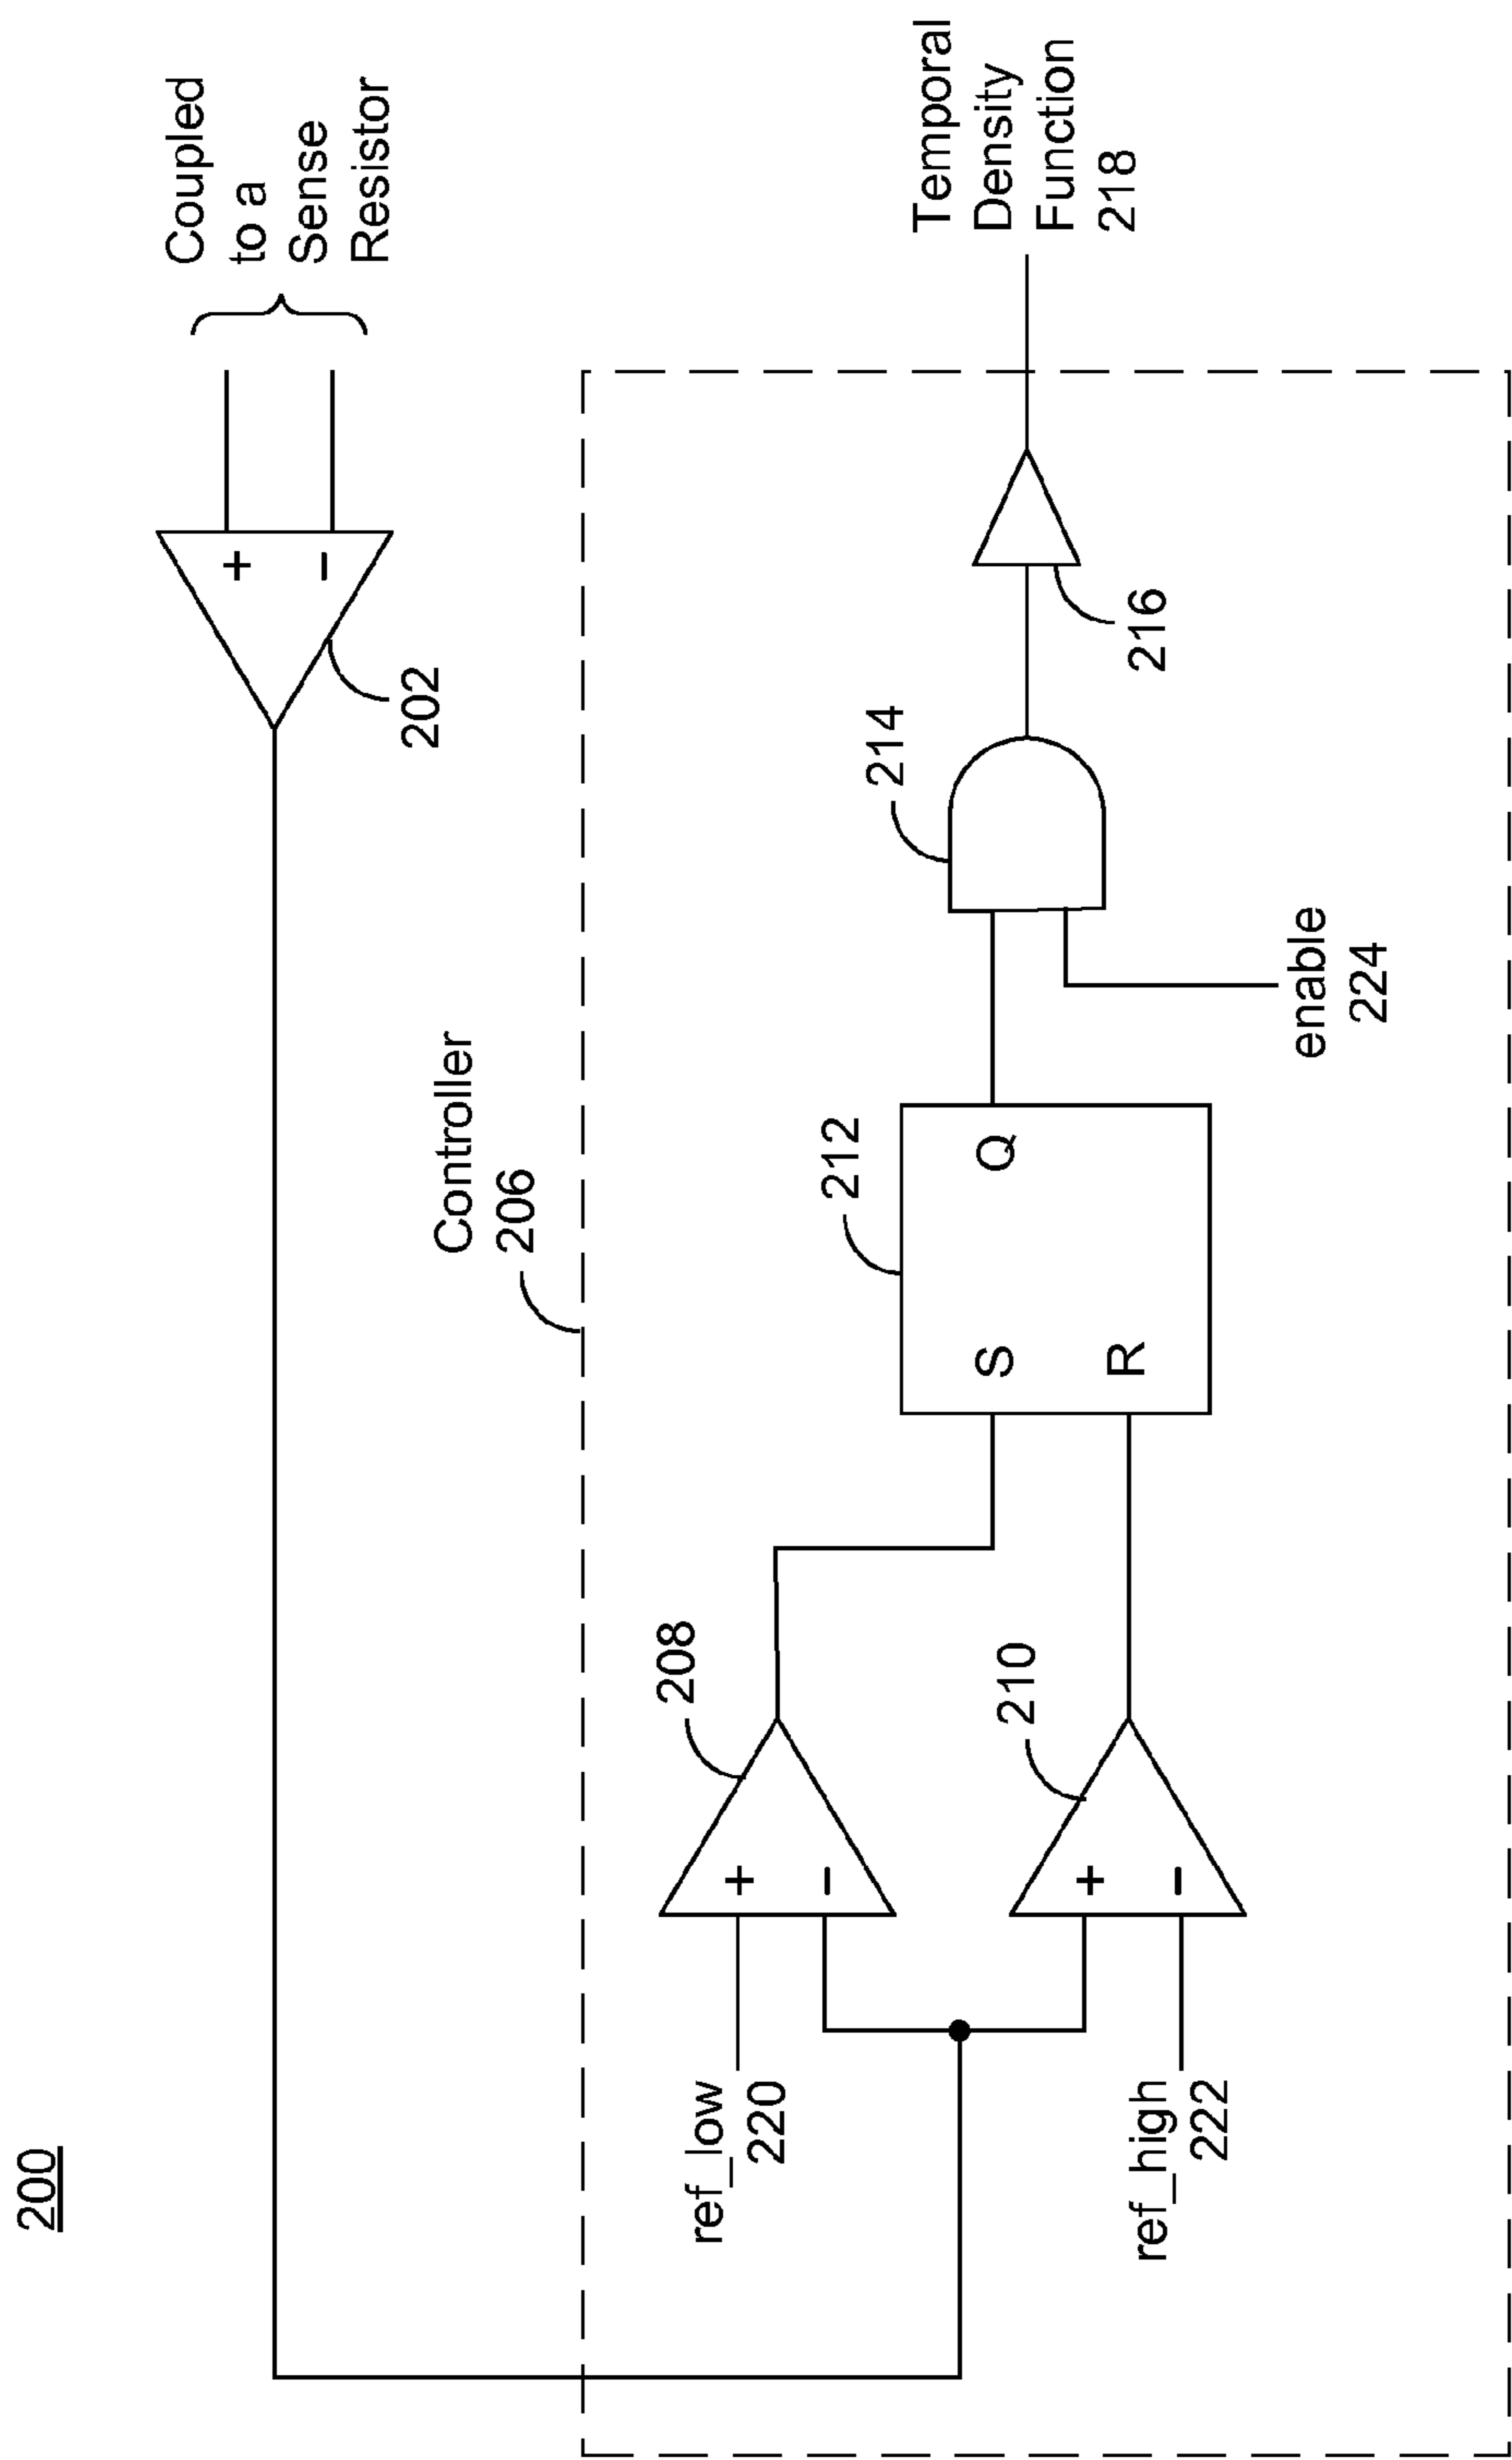 200
Coupled
to a
Sense
Resistor
+
-
202
Controller
206
ref_low
220
+
-
208
ref_high
222
+
-
210
S
R
Q
212
214
enable
224
216
Temporal
Density
Function
218